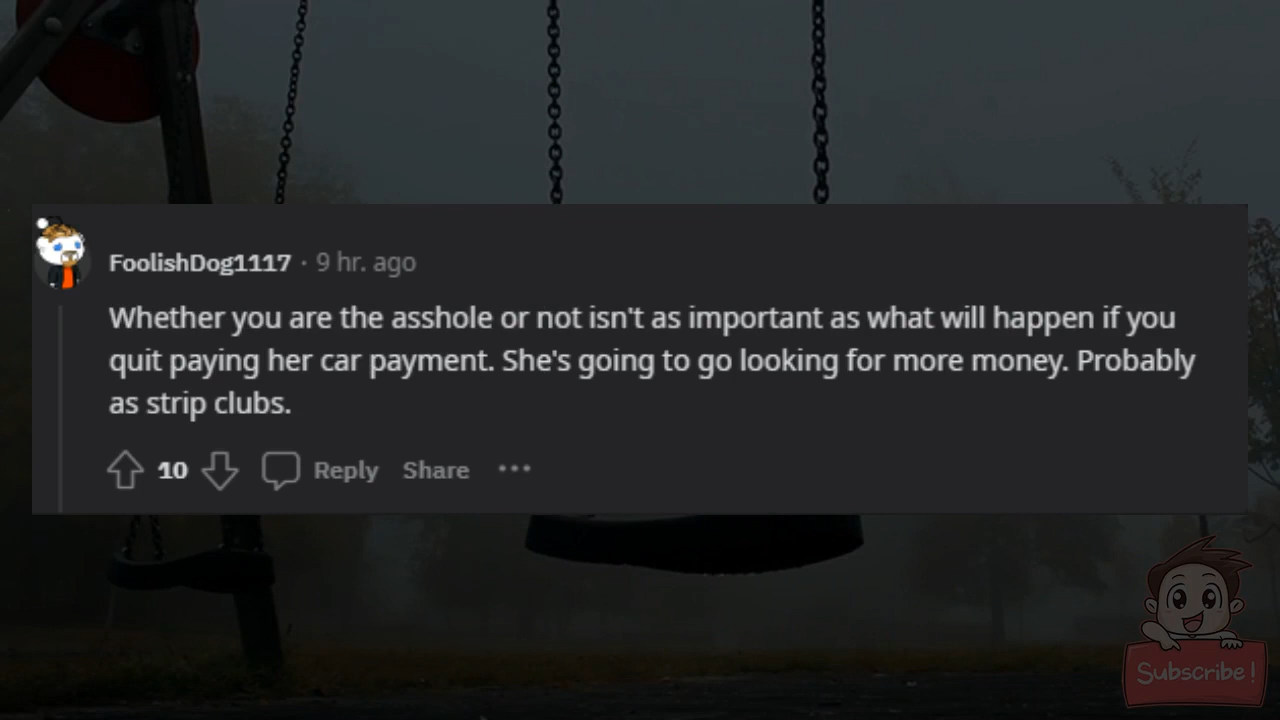 FoolishDog1117 · 9 hr. ago
Whether you are the asshole or not isn't as important as what will happen if you
quit paying her car payment. She's going to go looking for more money. Probably
as strip clubs.
10 Reply Share ···
Subscribe!